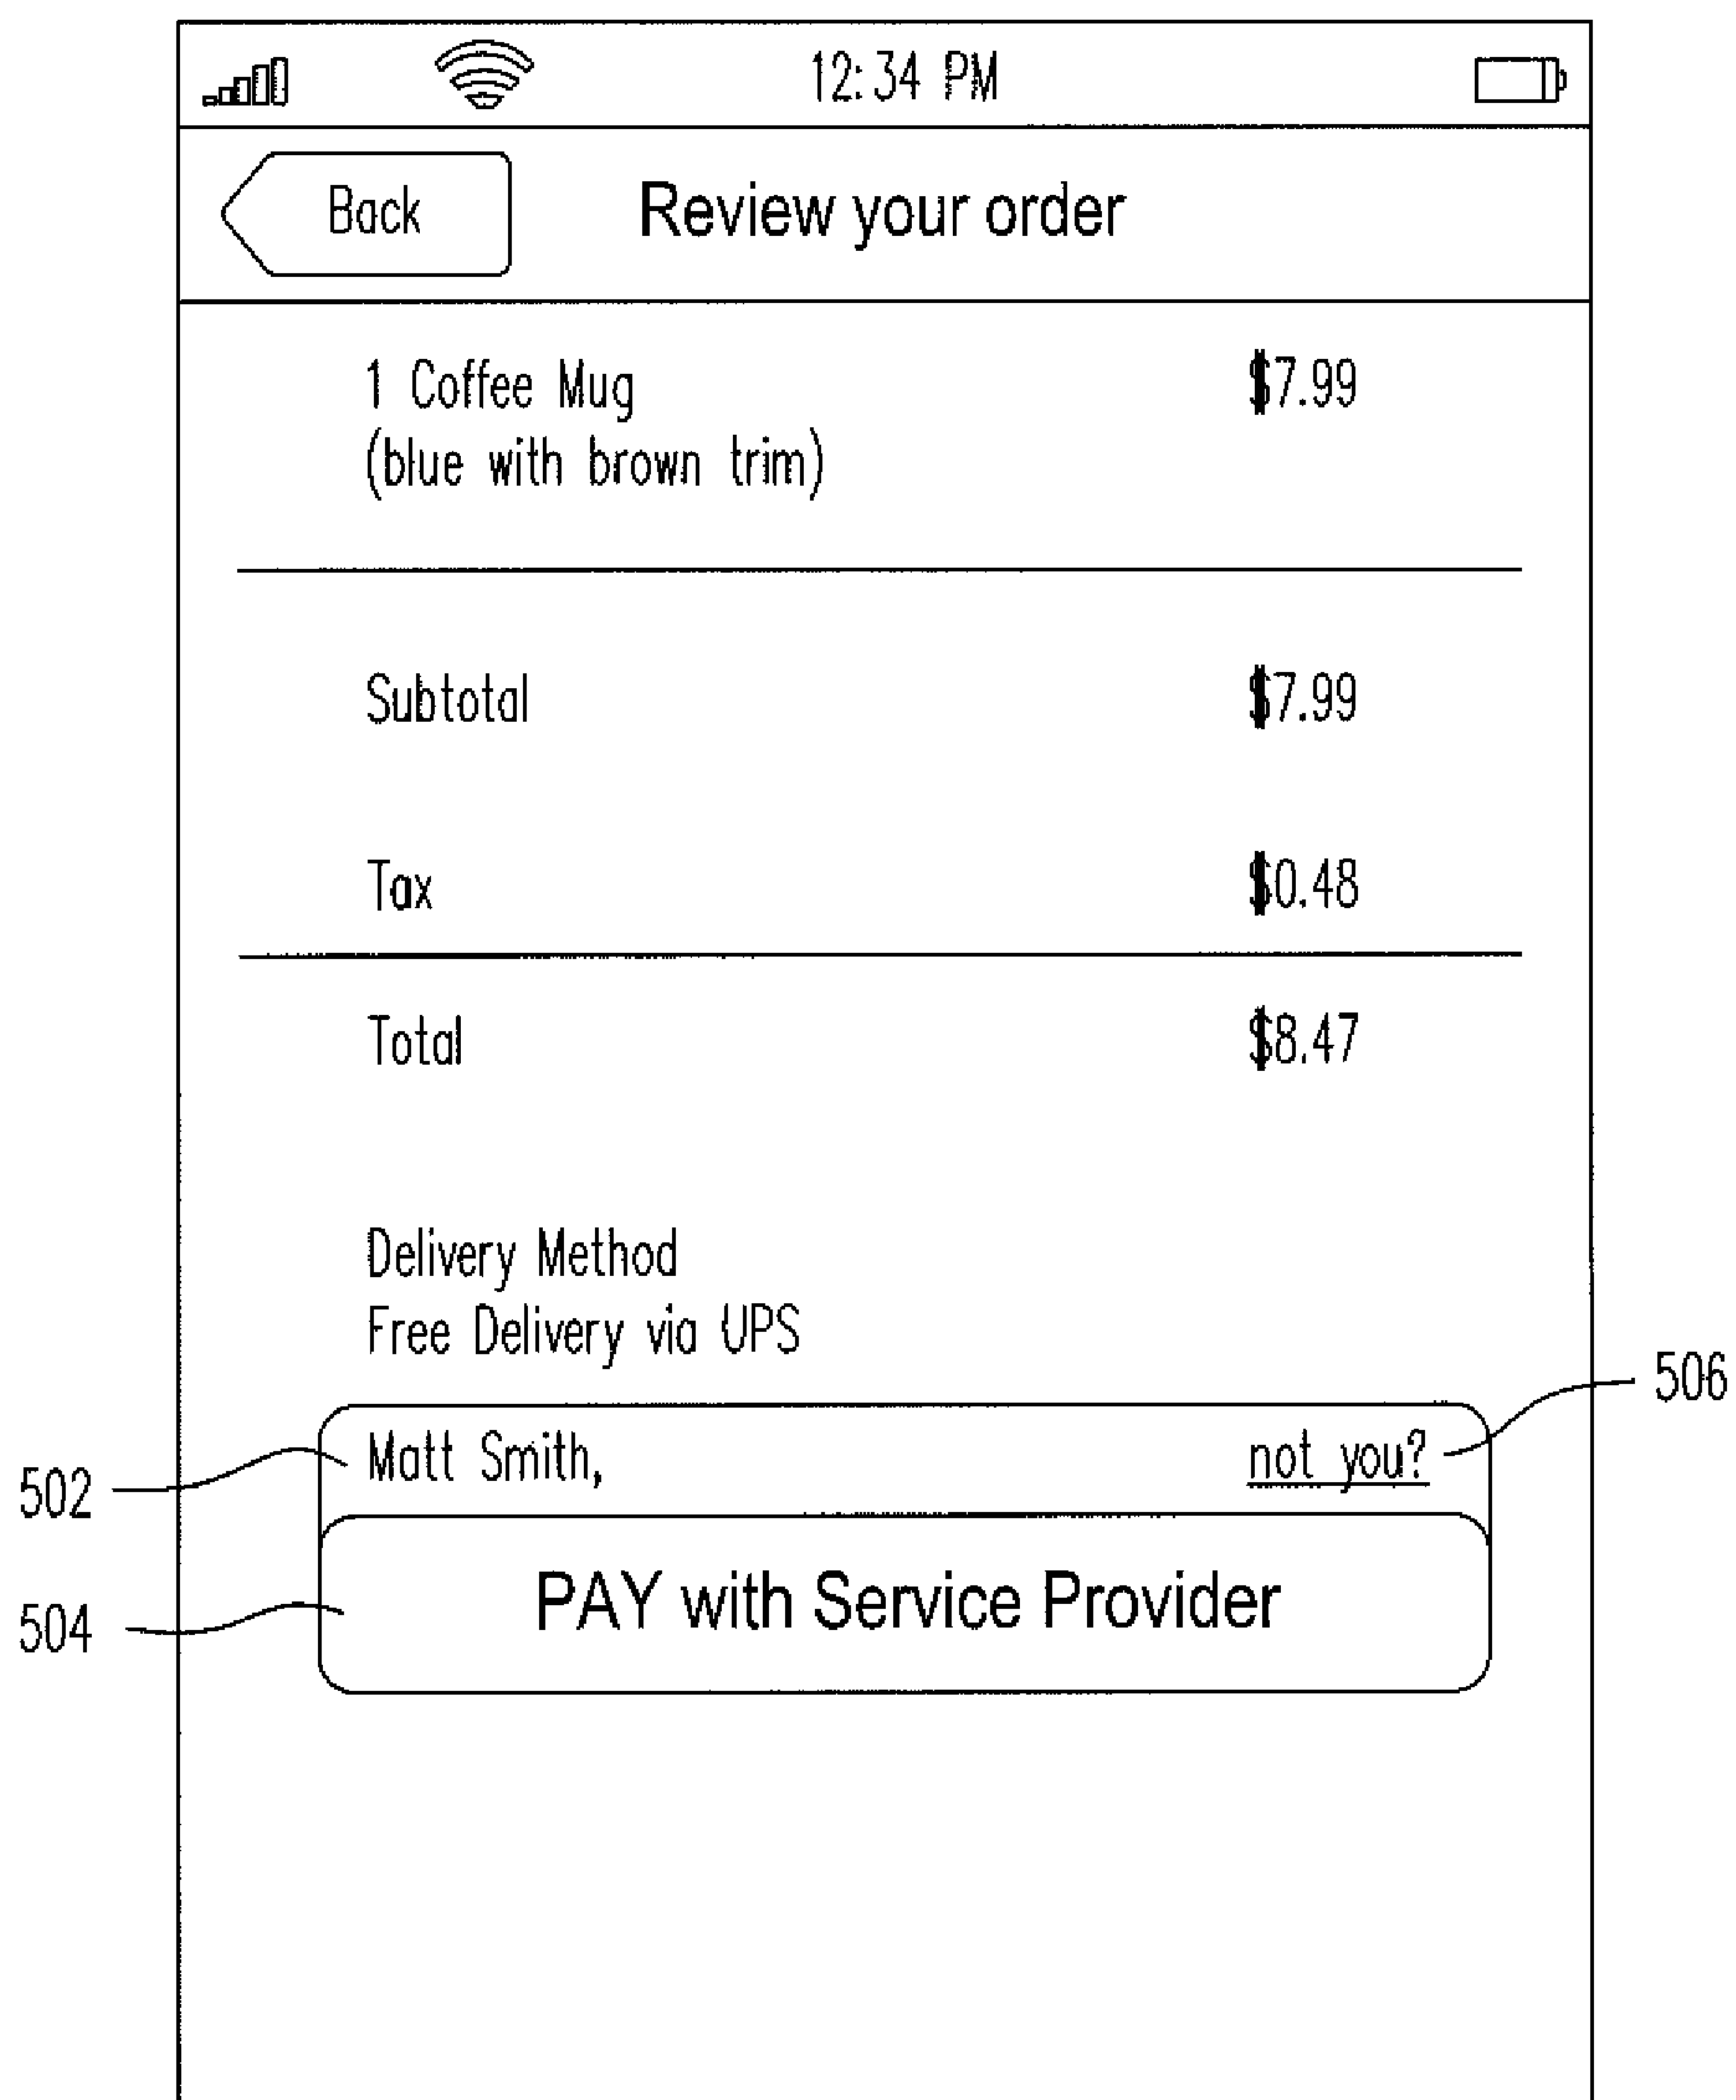 12:34 PM
Back Review your order
1 Coffee Mug $7.99
(blue with brown trim)
Subtotal $7.99
Tax $0.48
Total $8.47
Delivery Method
Free Delivery via UPS
506
Matt Smith, not you?
502
PAY with Service Provider
504